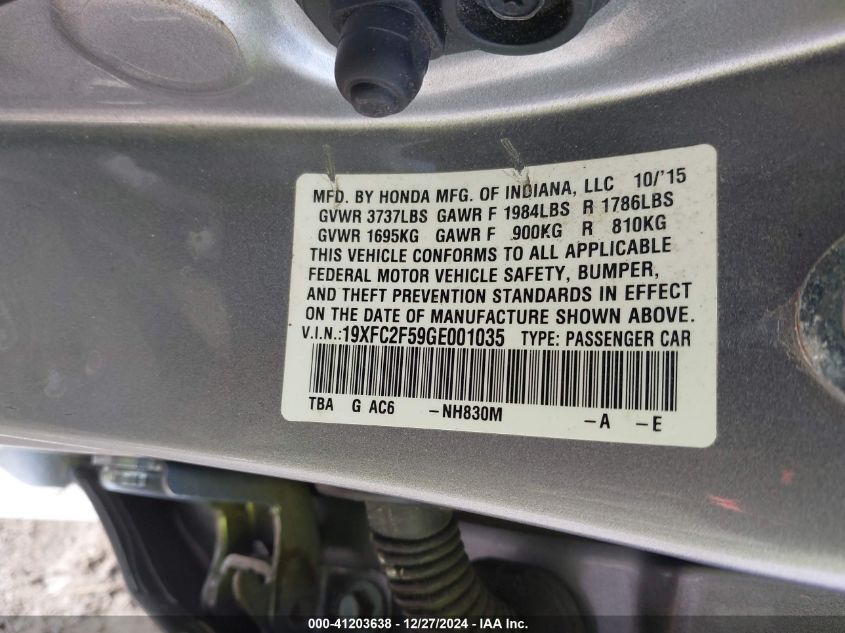 MFD. BY HONDA MFG. OF INDIANA, LLC 10/'15
GVWR 3737LBS GAWR F 1984LBS R 1786LBS
GVWR 1695KG GAWR F 900KG R 810KG
THIS VEHICLE CONFORMS TO ALL APPLICABLE
FEDERAL MOTOR VEHICLE SAFETY, BUMPER,
AND THEFT PREVENTION STANDARDS IN EFFECT
ON THE DATE OF MANUFACTURE SHOWN ABOVE.
V.I.N.:19XFC2F59GE001035 TYPE: PASSENGER CAR
TBA G AC6 -NH830M -A -E
000-41203638 - 12/27/2024 - IAA Inc.